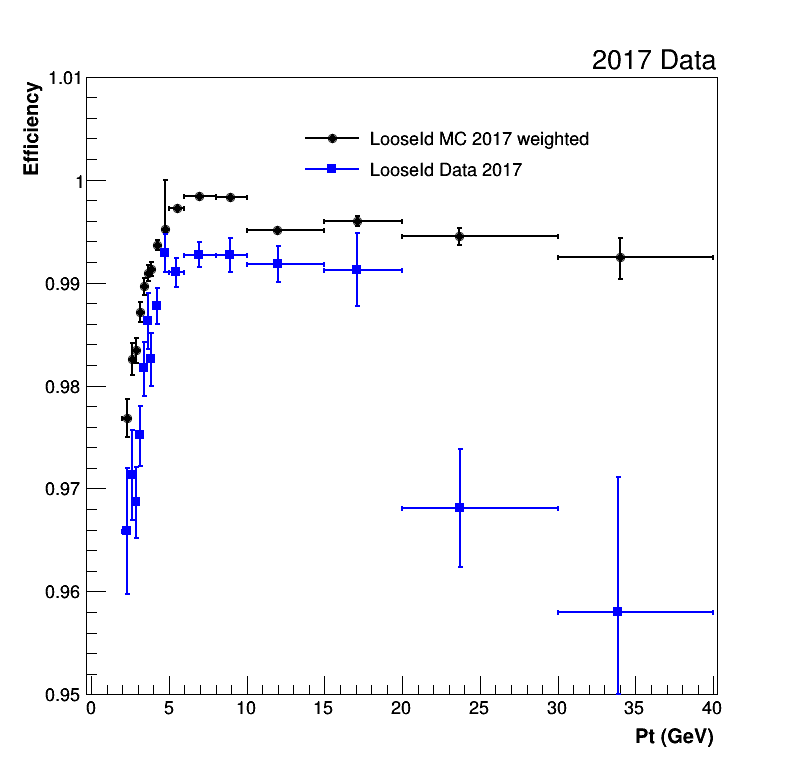 2017 Data
Efficiency
1.01
1
0.99
0.98
0.97
0.96
0.95
LooseId MC 2017 weighted
LooseId Data 2017
0 5 10 15 20 25 30 35 40
Pt (GeV)